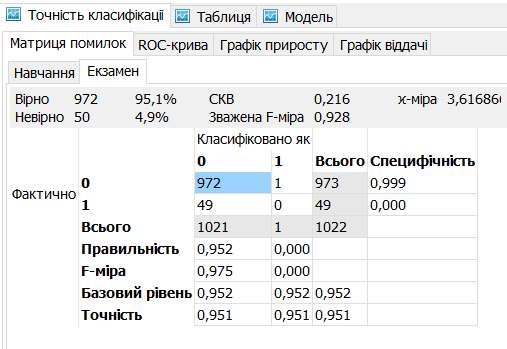 Точність класифікації Таблиця Модель
Матриця помилок ROC-крива Графік приросту Графік віддачі
Навчання Екзамен
Вірно 972 95,1% СКВ 0,216 ϰ-міра
Невірно 50 4,9% Зважена F-міра 0,928
Класифіковано як
0 1 Всього Специфічність
Фактично
0 972 1 973 0,999
1 49 0 49 0,000
Всього 1021 1 1022
Правильність 0,952 0,000
F-міра 0,975 0,000
Базовий рівень 0,952 0,952 0,952
Точність 0,951 0,951 0,951